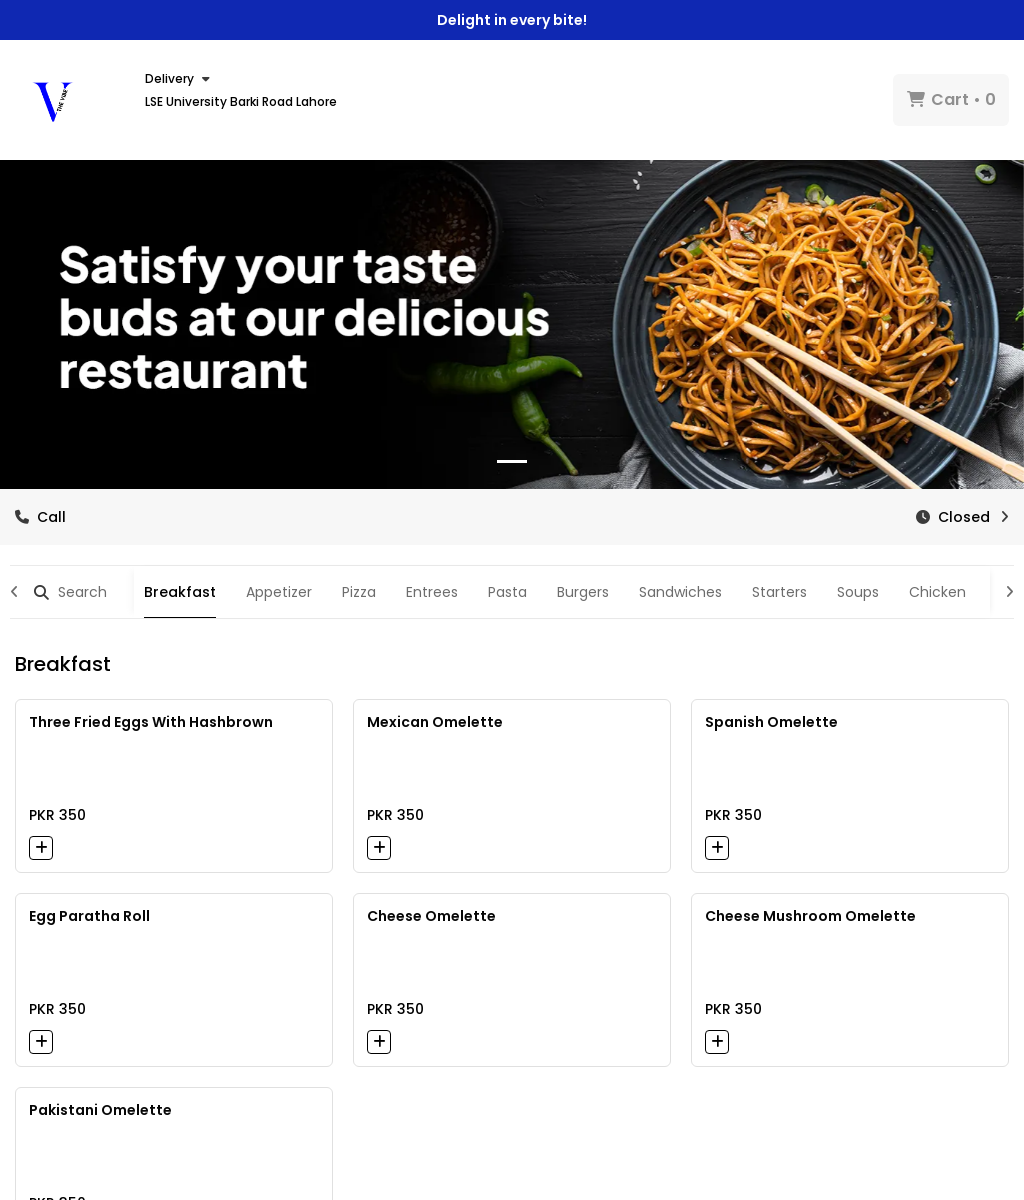 Delight in every bite!
V
THE VIBE
Delivery
LSE University Barki Road Lahore
Cart • 0
Satisfy your taste
buds at our delicious
restaurant
Call
Closed
Search
Breakfast
Appetizer
Pizza
Entrees
Pasta
Burgers
Sandwiches
Starters
Soups
Chicken
Breakfast
Three Fried Eggs With Hashbrown
PKR 350
Mexican Omelette
PKR 350
Spanish Omelette
PKR 350
Egg Paratha Roll
PKR 350
Cheese Omelette
PKR 350
Cheese Mushroom Omelette
PKR 350
Pakistani Omelette